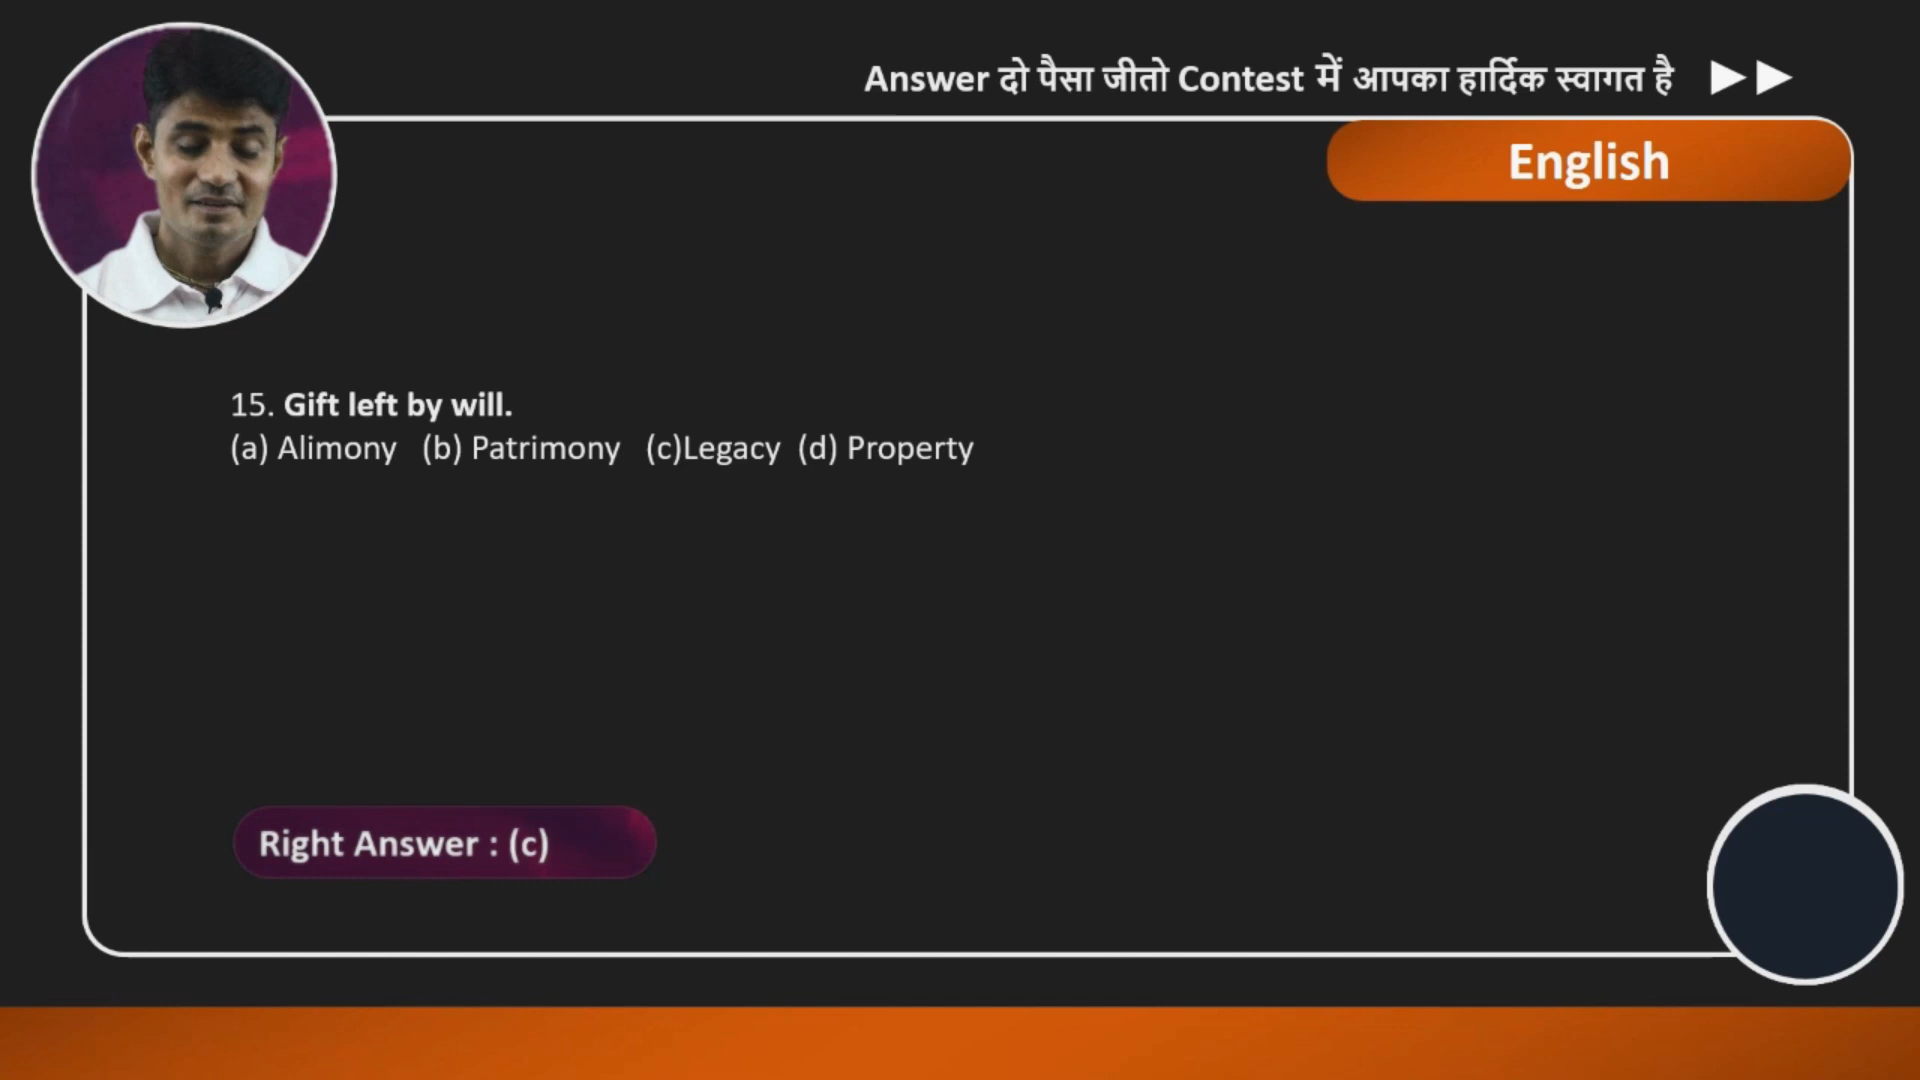 Answer दो पैसा जीतो Contest में आपका हार्दिक स्वागत है
English
15. Gift left by will.
(a) Alimony (b) Patrimony (c)Legacy (d) Property
Right Answer : (c)